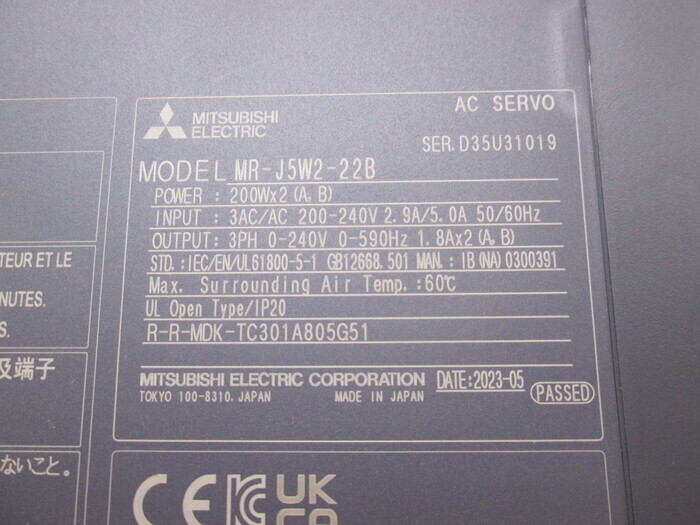 MITSUBISHI
ELECTRIC
AC SERVO
SER. D35U31019
MODEL MR-J5W2-22B
POWER : 200Wx2 (A, B)
INPUT : 3AC/AC 200-240V 2.9A/5.0A 50/60Hz
OUTPUT: 3PH 0-240V 0-590Hz 1.8Ax2 (A, B)
STD. : IEC/EN/UL61800-5-1 GB12668.501 MAN. : IB (NA) 0300391
Max. Surrounding Air Temp. :60℃
UL Open Type/IP20
R-R-MDK-TC301A805G51
MITSUBISHI ELECTRIC CORPORATION
TOKYO 100-8310, JAPAN MADE IN JAPAN
DATE:2023-05
PASSED
TEUR ET LE
NUTES.
S.
及端子
ないこと。
CE
UK
CA